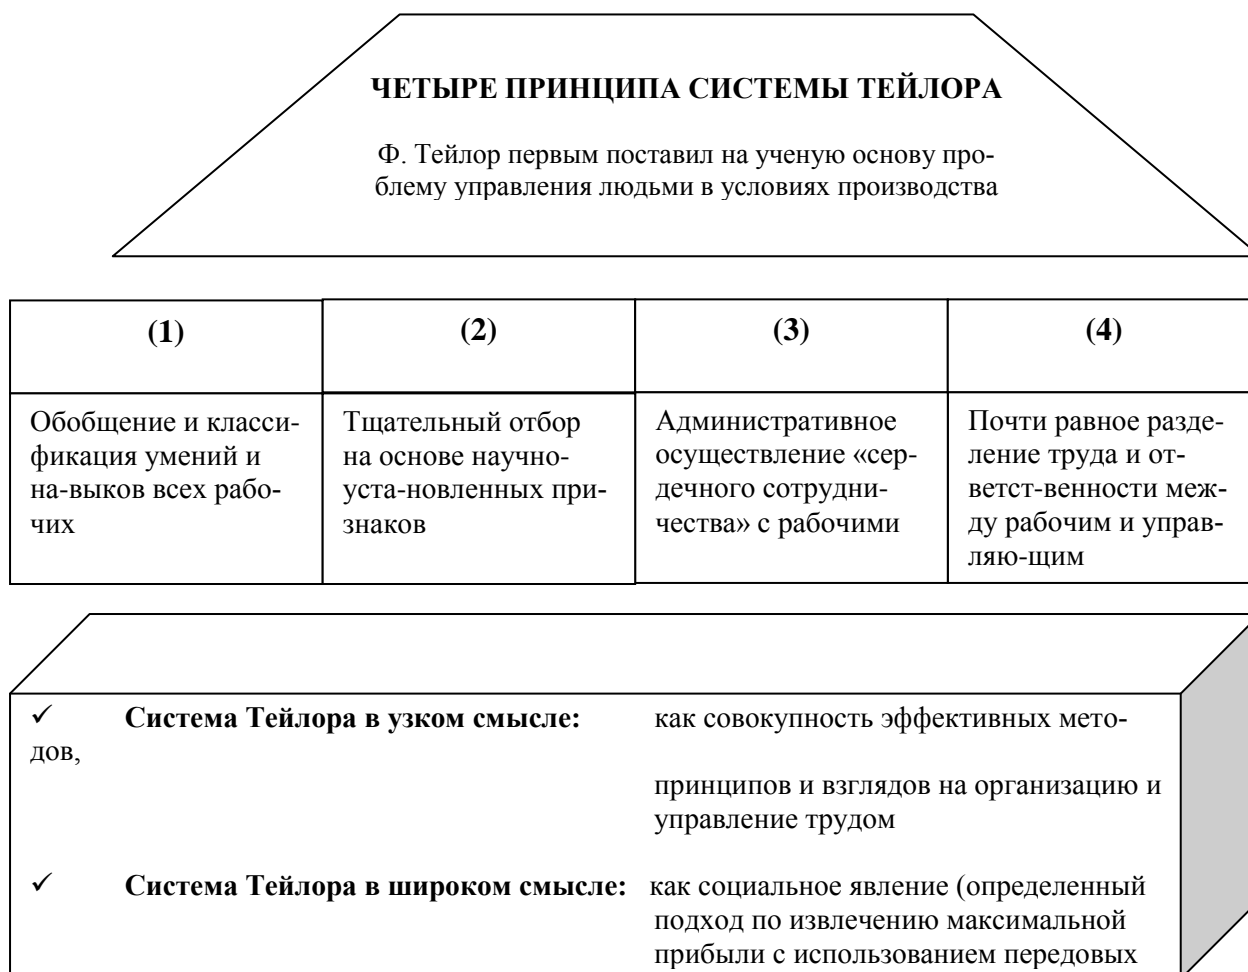 ЧЕТЫРЕ ПРИНЦИПА СИСТЕМЫ ТЕЙЛОРА
Ф. Тейлор первым поставил на ученую основу про-
блему управления людьми в условиях производства
(1)
Обобщение и класси-
фикация умений и
на-выков всех рабо-
чих
(2)
Тщательный отбор
на основе научно-
уста-новленных при-
знаков
(3)
Административное
осуществление «сер-
дечного сотрудни-
чества» с рабочими
(4)
Почти равное разде-
ление труда и от-
ветст-венности меж-
ду рабочим и управ-
ляю-щим
✓ Система Тейлора в узком смысле: как совокупность эффективных мето-
дов,
принципов и взглядов на организацию и
управление трудом
✓ Система Тейлора в широком смысле: как социальное явление (определенный
подход по извлечению максимальной
прибыли с использованием передовых